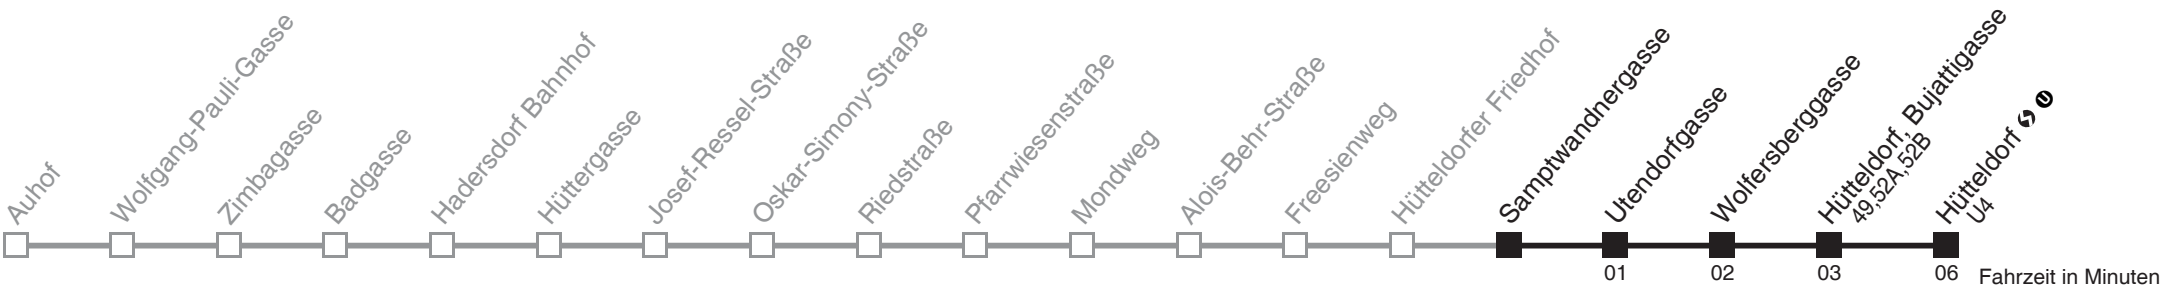 Auhof
Wolfgang-Pauli-Gasse
Zimbagasse
Badgasse
Hadersdorf Bahnhof
Hüttergasse
Josef-Ressel-Straße
Oskar-Simony-Straße
Riedstraße
Pfarrwiesenstraße
Mondweg
Alois-Behr-Straße
Freesienweg
Hütteldorfer Friedhof
Samptwandnergasse
Utendorfgasse
Wolfersberggasse
Hütteldorf, Bujattigasse
49,52A,52B
Hütteldorf U
U4
01 02 03 06 Fahrzeit in Minuten